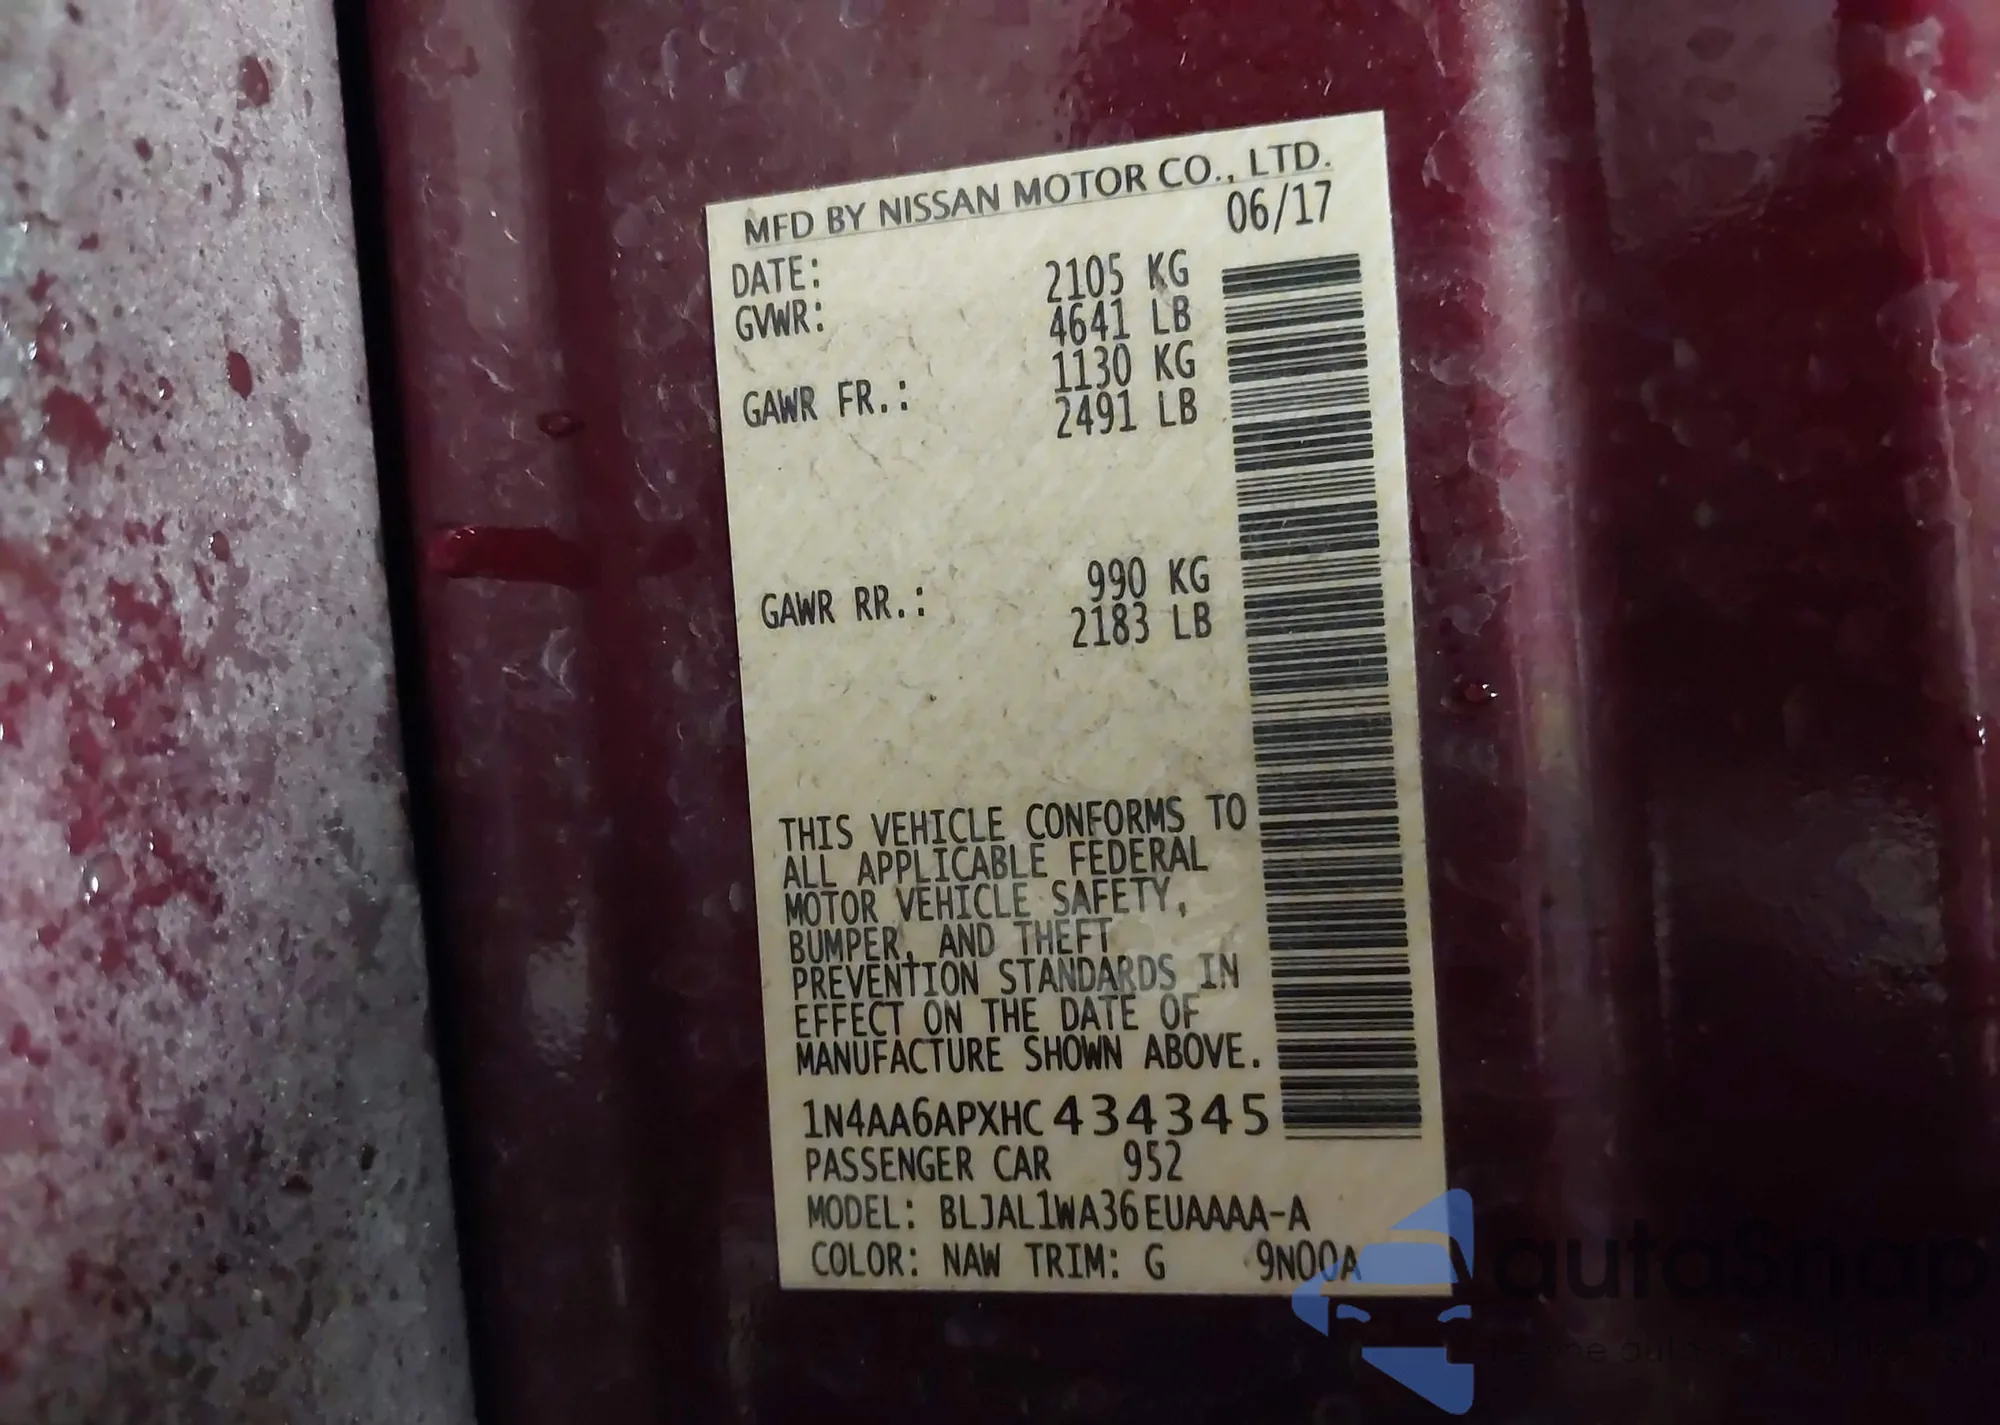 MFD BY NISSAN MOTOR CO., LTD.
06/17
DATE:
GVWR: 2105 KG
4641 LB
GAWR FR.: 1130 KG
2491 LB
GAWR RR.: 990 KG
2183 LB
THIS VEHICLE CONFORMS TO
ALL APPLICABLE FEDERAL
MOTOR VEHICLE SAFETY,
BUMPER, AND THEFT
PREVENTION STANDARDS IN
EFFECT ON THE DATE OF
MANUFACTURE SHOWN ABOVE.
1N4AA6APXHC434345
PASSENGER CAR 952
MODEL: BLJAL1WA36EUAAAA-A
COLOR: NAW TRIM: G 9N00A
autosnap